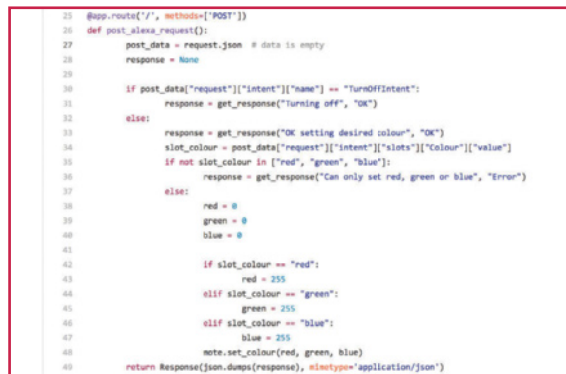 25 @app.route('/', methods=['POST'])
26 def post_alexa_request():
27 post_data = request.json # data is empty
28 response = None
29
30 if post_data["request"]["intent"]["name"] == "TurnOffIntent":
31 response = get_response("Turning off", "OK")
32 else:
33 response = get_response("OK setting desired colour", "OK")
34 slot_colour = post_data["request"]["intent"]["slots"]["Colour"]["value"]
35 if not slot_colour in ["red", "green", "blue"]:
36 response = get_response("Can only set red, green or blue", "Error")
37 else:
38 red = 0
39 green = 0
40 blue = 0
41
42 if slot_colour == "red":
43 red = 255
44 elif slot_colour == "green":
45 green = 255
46 elif slot_colour == "blue":
47 blue = 255
48 mote.set_colour(red, green, blue)
49 return Response(json.dumps(response), mimetype='application/json')